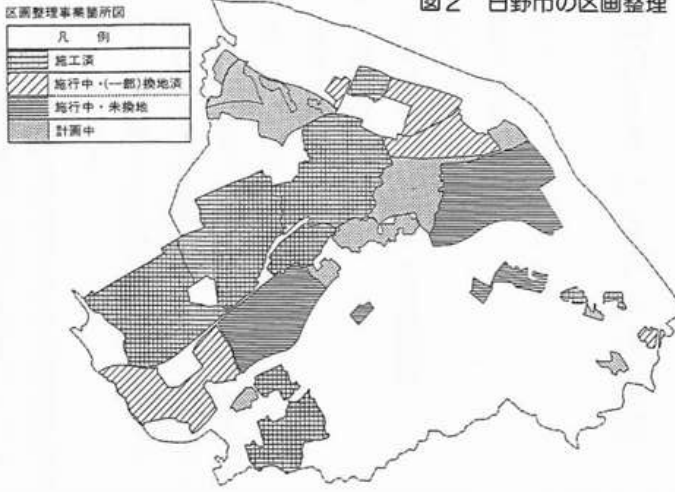 区画整理事業箇所図
図2 日野市の区画整理
凡 例
施工済
施行中・(一部)換地済
施行中・未換地
計画中